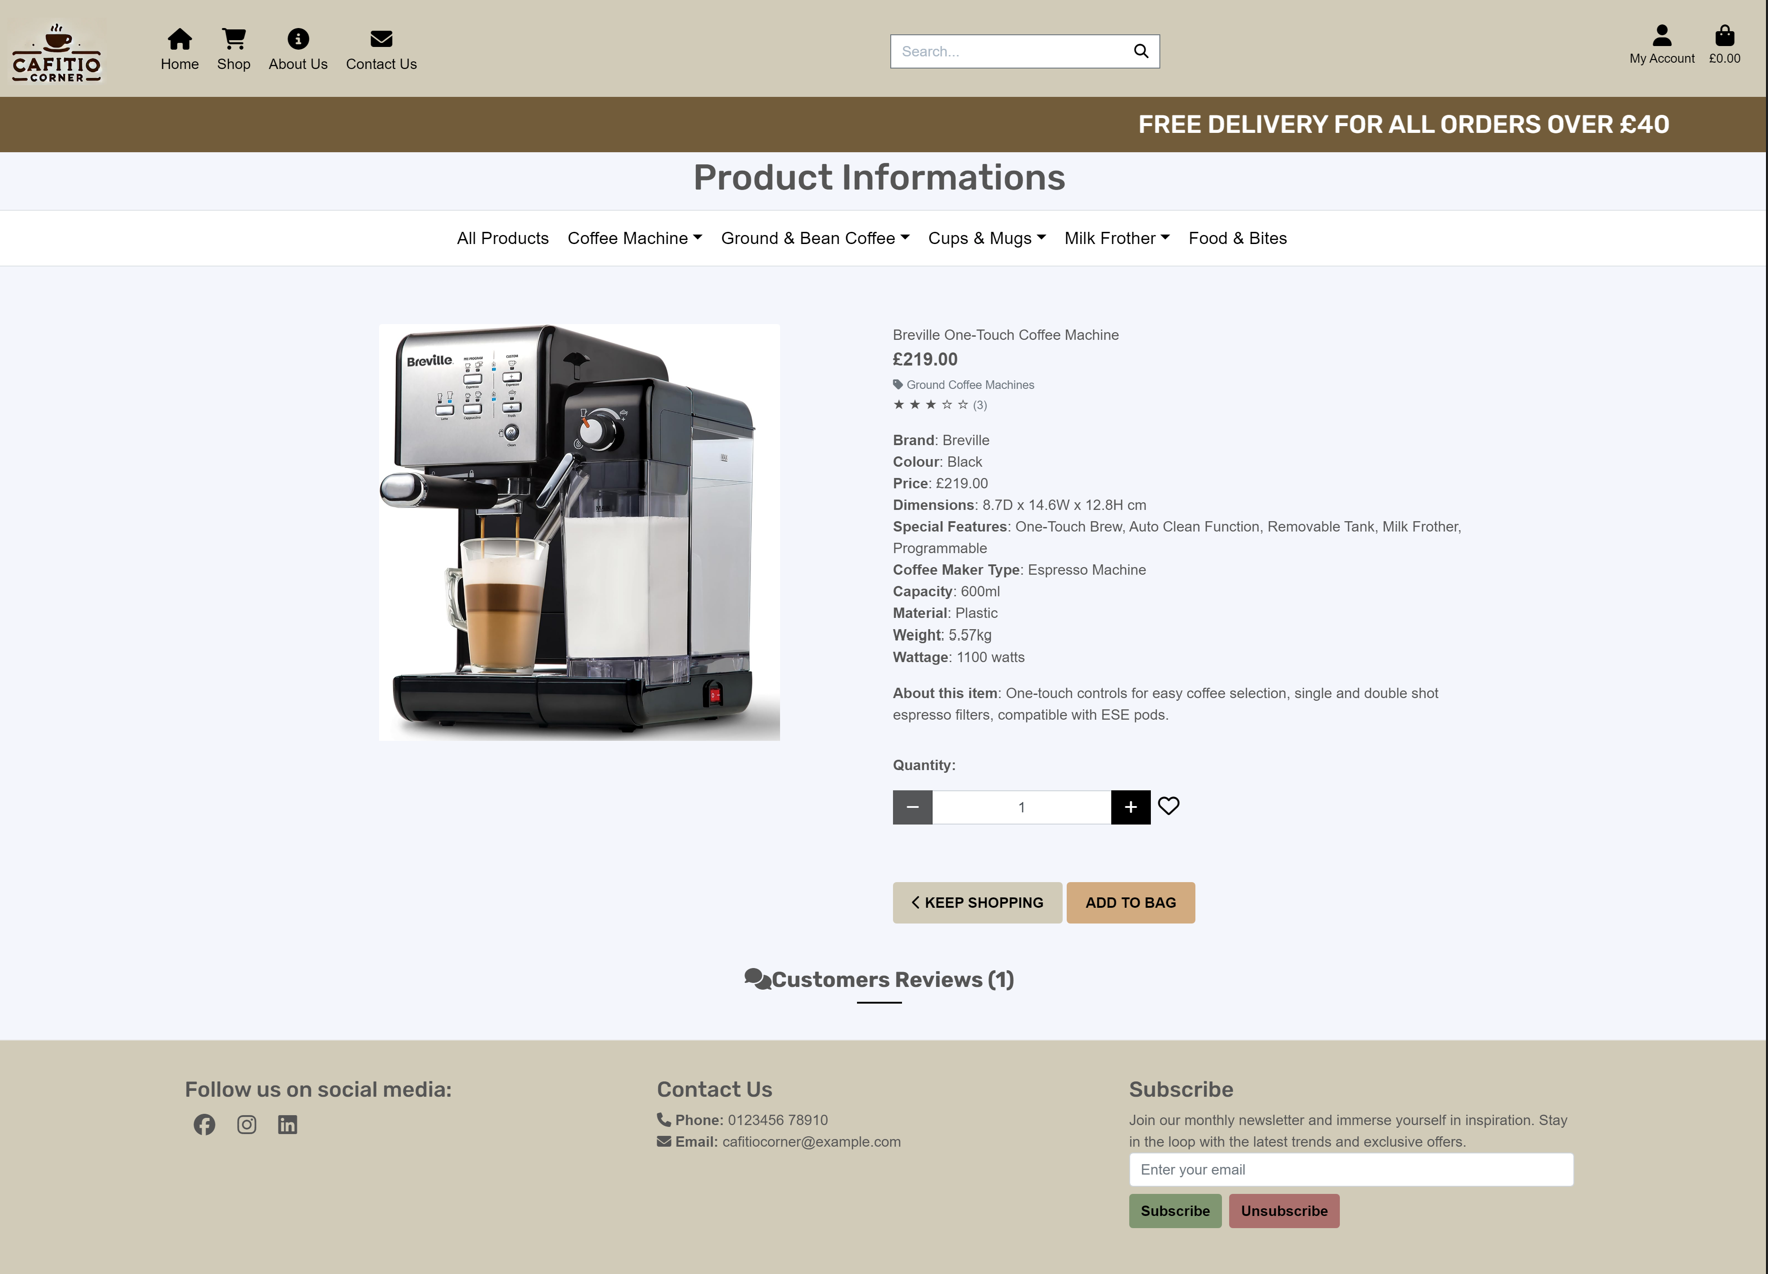 CAFITIO
CORNER
Home
Shop
About Us
Contact Us
Search...
My Account
£0.00
FREE DELIVERY FOR ALL ORDERS OVER £40
Product Informations
All Products
Coffee Machine
Ground & Bean Coffee
Cups & Mugs
Milk Frother
Food & Bites
Breville
Breville One-Touch Coffee Machine
£219.00
Ground Coffee Machines
(3)
Brand: Breville
Colour: Black
Price: £219.00
Dimensions: 8.7D x 14.6W x 12.8H cm
Special Features: One-Touch Brew, Auto Clean Function, Removable Tank, Milk Frother,
Programmable
Coffee Maker Type: Espresso Machine
Capacity: 600ml
Material: Plastic
Weight: 5.57kg
Wattage: 1100 watts
About this item: One-touch controls for easy coffee selection, single and double shot
espresso filters, compatible with ESE pods.
Quantity:
1
KEEP SHOPPING
ADD TO BAG
Customers Reviews (1)
Follow us on social media:
Contact Us
Phone: 0123456 78910
Email: cafitiocorner@example.com
Subscribe
Join our monthly newsletter and immerse yourself in inspiration. Stay
in the loop with the latest trends and exclusive offers.
Enter your email
Subscribe
Unsubscribe